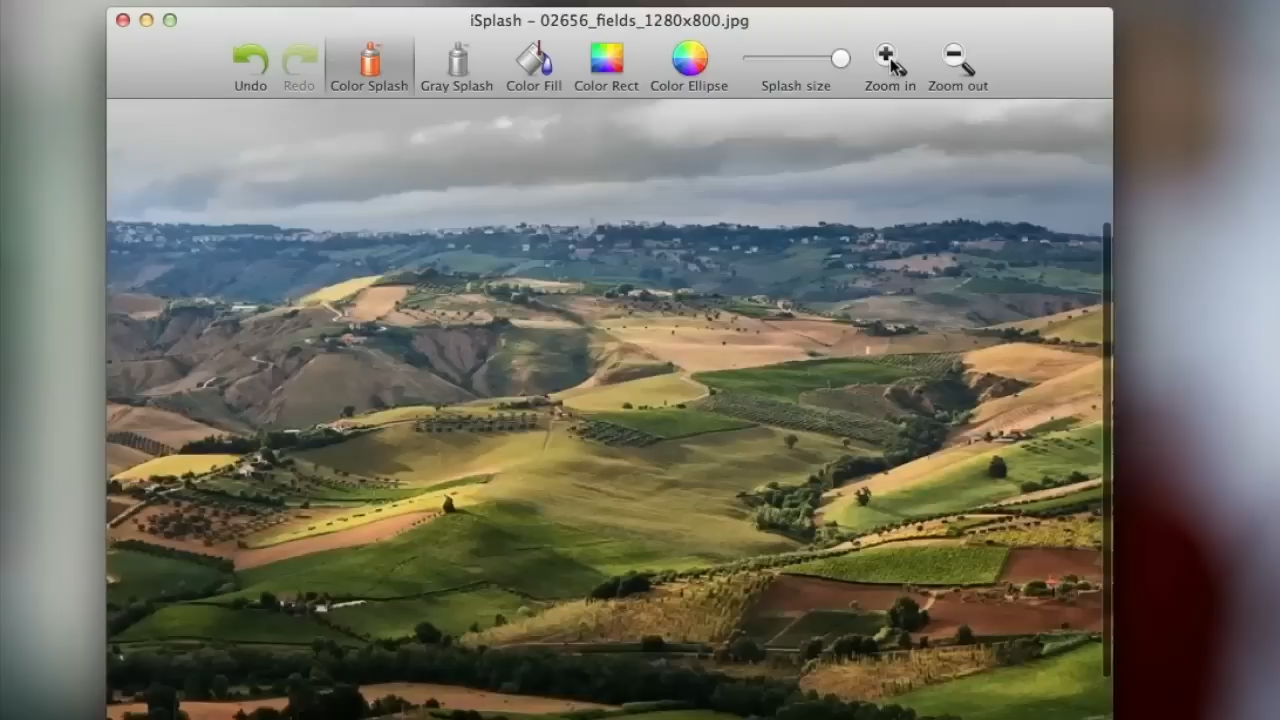 iSplash – 02656_fields_1280x800.jpg
Undo Redo Color Splash Gray Splash Color Fill Color Rect Color Ellipse Splash size Zoom in Zoom out